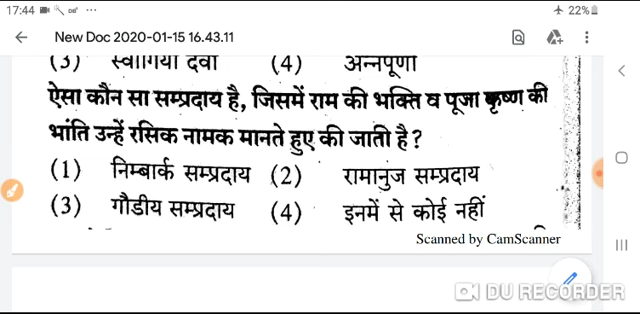 17:44
22%
New Doc 2020-01-15 16.43.11
(3) स्वांगिया देवी (4) अन्नपूर्णा
ऐसा कौन सा सम्प्रदाय है, जिसमें राम की भक्ति व पूजा कृष्ण की
भांति उन्हें रसिक नामक मानते हुए की जाती है?
(1) निम्बार्क सम्प्रदाय (2) रामानुज सम्प्रदाय
(3) गौडीय सम्प्रदाय (4) इनमें से कोई नहीं
Scanned by CamScanner
DU RECORDER